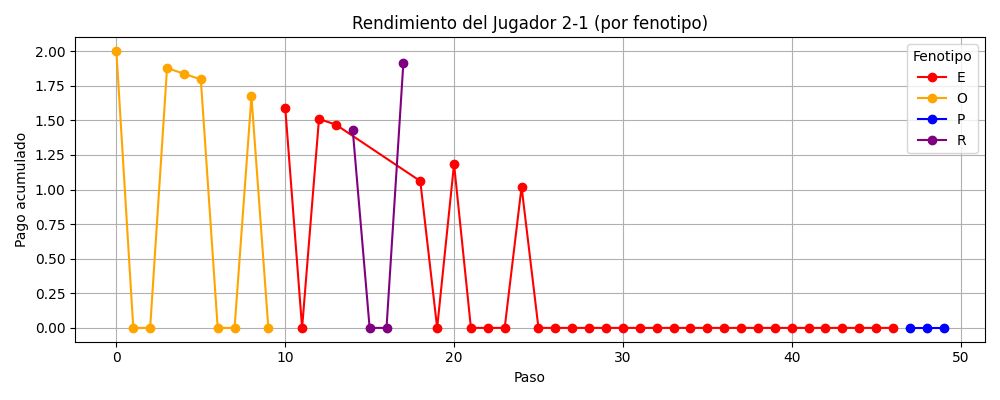 Rendimiento del Jugador 2-1 (por fenotipo)
Pago acumulado
2.00
1.75
1.50
1.25
1.00
0.75
0.50
0.25
0.00
Fenotipo
E
O
P
R
0 10 20 30 40 50
Paso